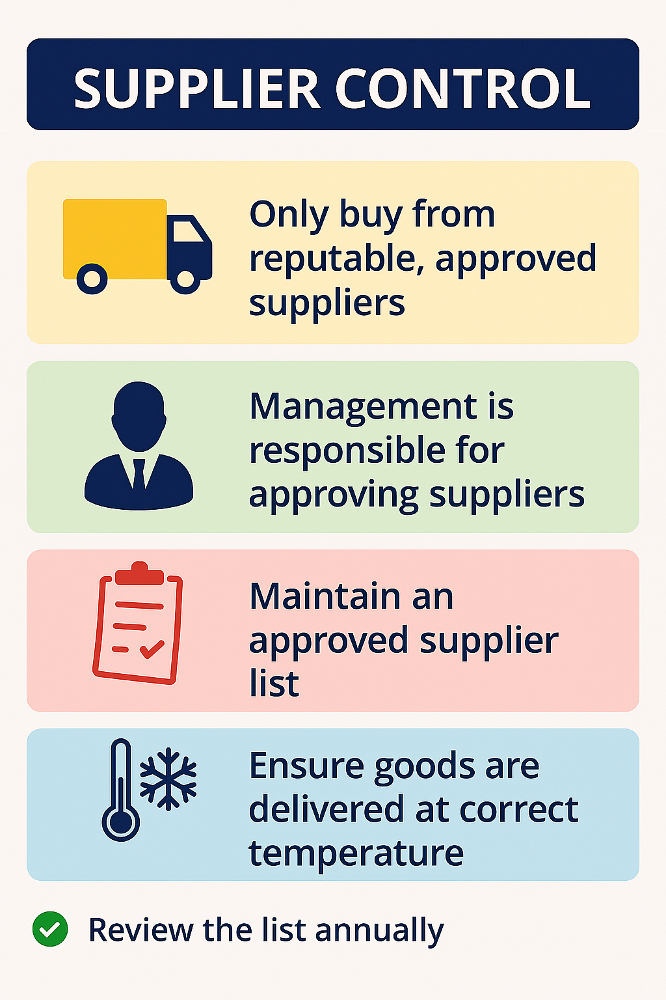 SUPPLIER CONTROL
Only buy from
reputable, approved
suppliers
Management is
responsible for
approving suppliers
Maintain an
approved supplier
list
Ensure goods are
delivered at correct
temperature
Review the list annually